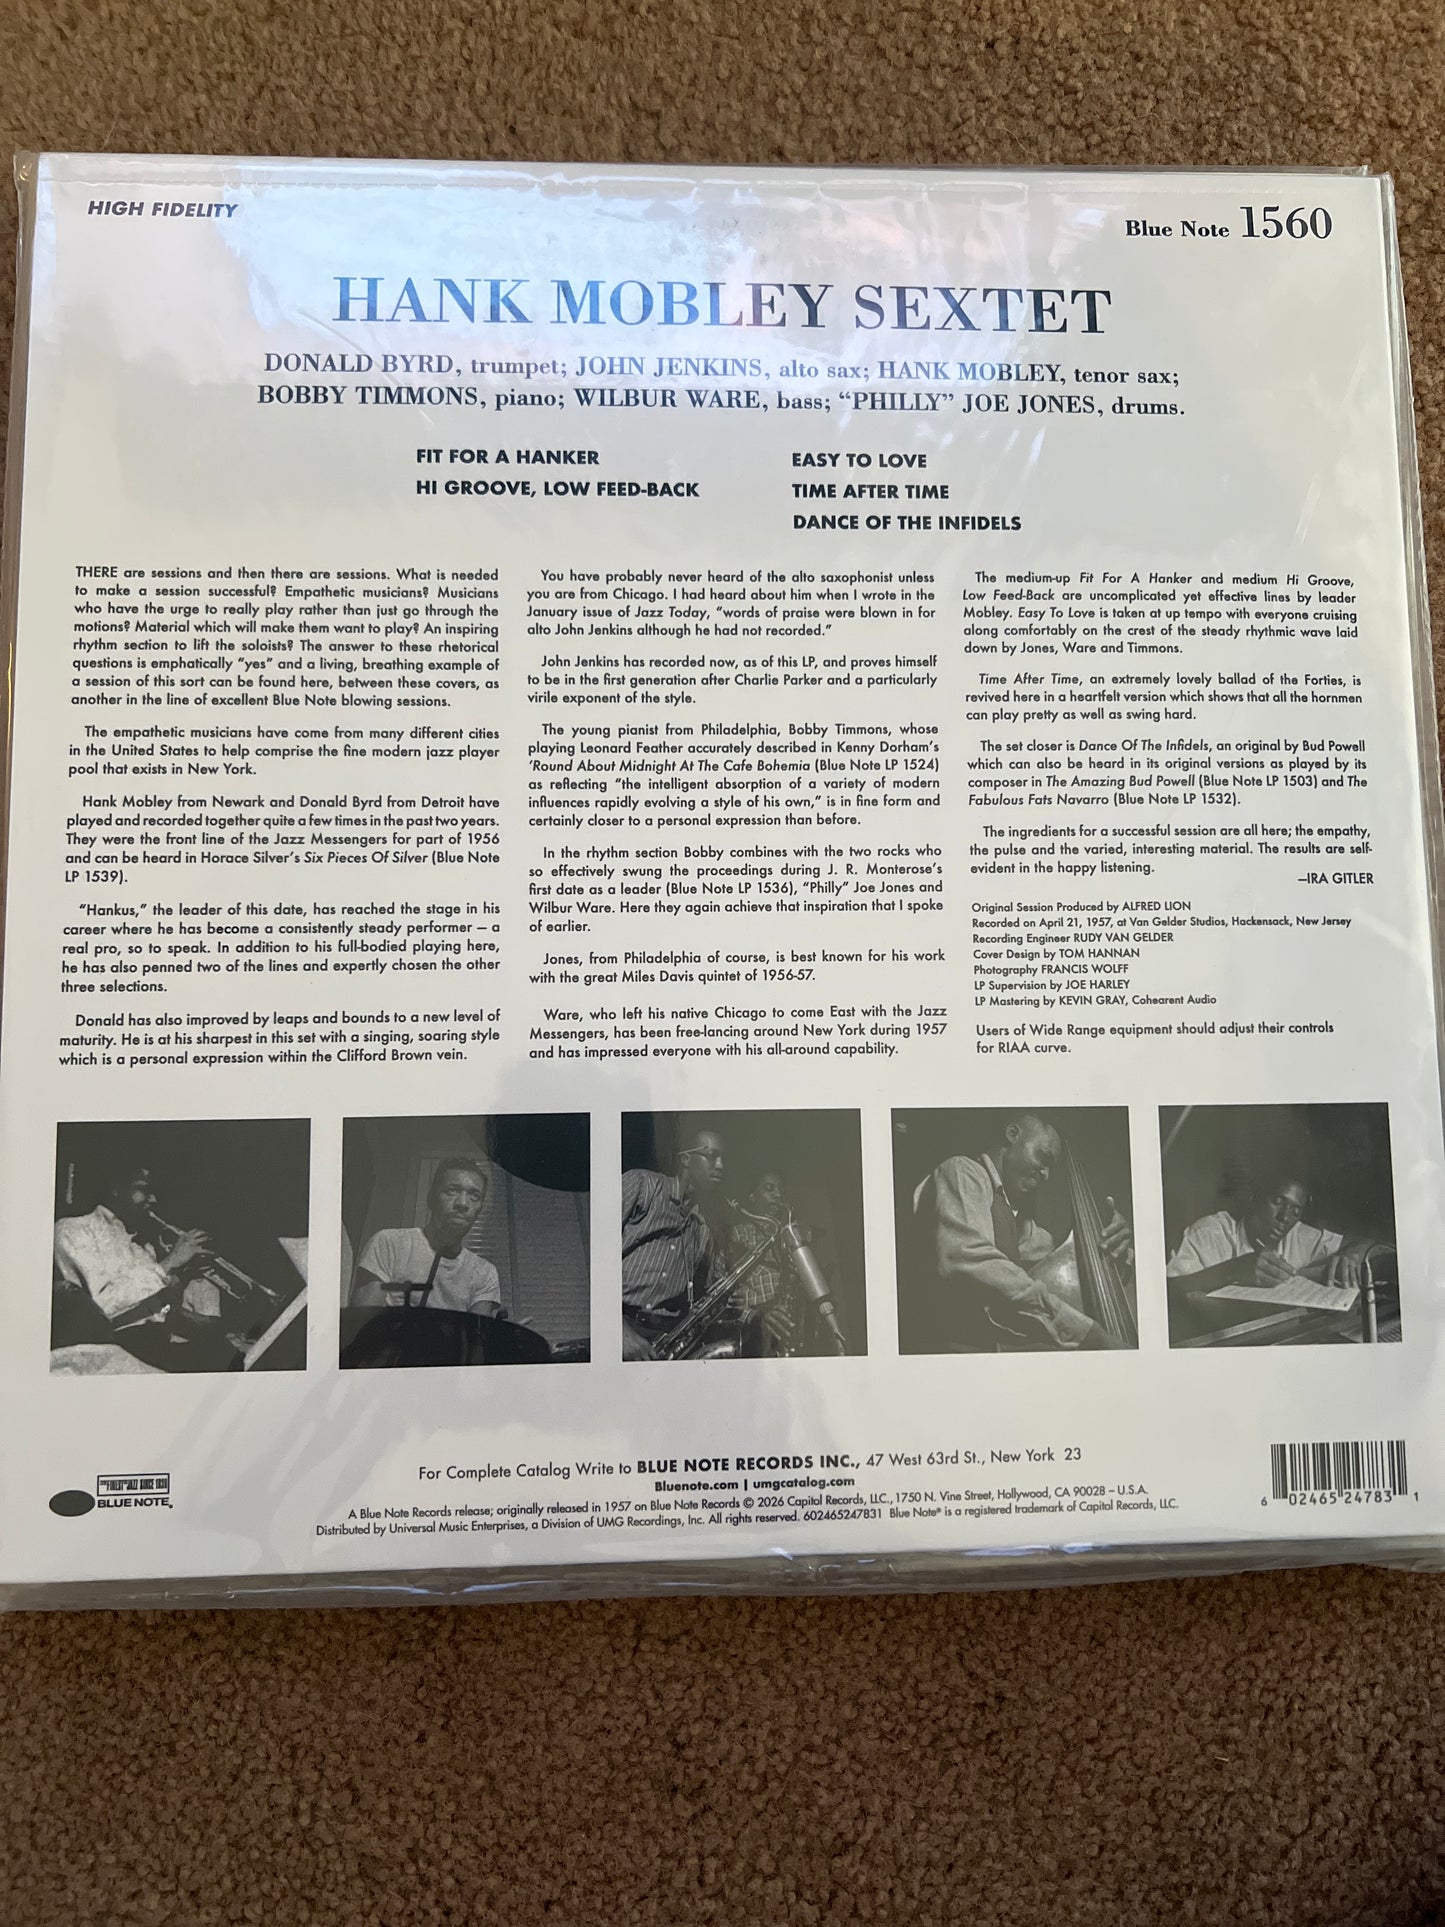 HIGH FIDELITY
Blue Note 1560
HANK MOBLEY SEXTET
DONALD BYRD, trumpet; JOHN JENKINS, alto sax; HANK MOBLEY, tenor sax;
BOBBY TIMMONS, piano; WILBUR WARE, bass; “PHILLY” JOE JONES, drums.
FIT FOR A HANKER
HI GROOVE, LOW FEED-BACK
EASY TO LOVE
TIME AFTER TIME
DANCE OF THE INFIDELS
THERE are sessions and then there are sessions. What is needed
to make a session successful? Empathetic musicians? Musicians
who have the urge to really play rather than just go through the
motions? Material which will make them want to play? An inspiring
rhythm section to lift the soloists? The answer to these rhetorical
questions is emphatically “yes” and a living, breathing example of
a session of this sort can be found here, between these covers, as
another in the line of excellent Blue Note blowing sessions.
The empathetic musicians have come from many different cities
in the United States to help comprise the fine modern jazz player
pool that exists in New York.
Hank Mobley from Newark and Donald Byrd from Detroit have
played and recorded together quite a few times in the past two years.
They were the front line of the Jazz Messengers for part of 1956
and can be heard in Horace Silver’s Six Pieces Of Silver (Blue Note
LP 1539).
“Hankus,” the leader of this date, has reached the stage in his
career where he has become a consistently steady performer — a
real pro, so to speak. In addition to his full-bodied playing here,
he has also penned two of the lines and expertly chosen the other
three selections.
Donald has also improved by leaps and bounds to a new level of
maturity. He is at his sharpest in this set with a singing, soaring style
which is a personal expression within the Clifford Brown vein.
You have probably never heard of the alto saxophonist unless
you are from Chicago. I had heard about him when I wrote in the
January issue of Jazz Today, “words of praise were blown in for
alto John Jenkins although he had not recorded.”
John Jenkins has recorded now, as of this LP, and proves himself
to be in the first generation after Charlie Parker and a particularly
virile exponent of the style.
The young pianist from Philadelphia, Bobby Timmons, whose
playing Leonard Feather accurately described in Kenny Dorham’s
‘Round About Midnight At The Cafe Bohemia (Blue Note LP 1524)
as reflecting “the intelligent absorption of a variety of modern
influences rapidly evolving a style of his own,” is in fine form and
certainly closer to a personal expression than before.
In the rhythm section Bobby combines with the two rocks who
so effectively swung the proceedings during J. R. Monterose’s
first date as a leader (Blue Note LP 1536), “Philly” Joe Jones and
Wilbur Ware. Here they again achieve that inspiration that I spoke
of earlier.
Jones, from Philadelphia of course, is best known for his work
with the great Miles Davis quintet of 1956-57.
Ware, who left his native Chicago to come East with the Jazz
Messengers, has been free-lancing around New York during 1957
and has impressed everyone with his all-around capability.
The medium-up Fit For A Hanker and medium Hi Groove,
Low Feed-Back are uncomplicated yet effective lines by leader
Mobley. Easy To Love is taken at up tempo with everyone cruising
along comfortably on the crest of the steady rhythmic wave laid
down by Jones, Ware and Timmons.
Time After Time, an extremely lovely ballad of the Forties, is
revived here in a heartfelt version which shows that all the hornmen
can play pretty as well as swing hard.
The set closer is Dance Of The Infidels, an original by Bud Powell
which can also be heard in its original versions as played by its
composer in The Amazing Bud Powell (Blue Note LP 1503) and The
Fabulous Fats Navarro (Blue Note LP 1532).
The ingredients for a successful session are all here; the empathy,
the pulse and the varied, interesting material. The results are self-
evident in the happy listening.
—IRA GITLER
Original Session Produced by ALFRED LION
Recorded on April 21, 1957, at Van Gelder Studios, Hackensack, New Jersey
Recording Engineer RUDY VAN GELDER
Cover Design by TOM HANNAN
Photography FRANCIS WOLFF
LP Supervision by JOE HARLEY
LP Mastering by KEVIN GRAY, Cohearent Audio
Users of Wide Range equipment should adjust their controls
for RIAA curve.
THE FINEST IN JAZZ SINCE 1939
BLUE NOTE®
For Complete Catalog Write to BLUE NOTE RECORDS INC., 47 West 63rd St., New York 23
Bluenote.com | umgcatalog.com
A Blue Note Records release; originally released in 1957 on Blue Note Records © 2026 Capitol Records, LLC., 1750 N. Vine Street, Hollywood, CA 90028 – U.S.A.
Distributed by Universal Music Enterprises, a Division of UMG Recordings, Inc. All rights reserved. 602465247831 Blue Note® is a registered trademark of Capitol Records, LLC.
6 02465 24783 1